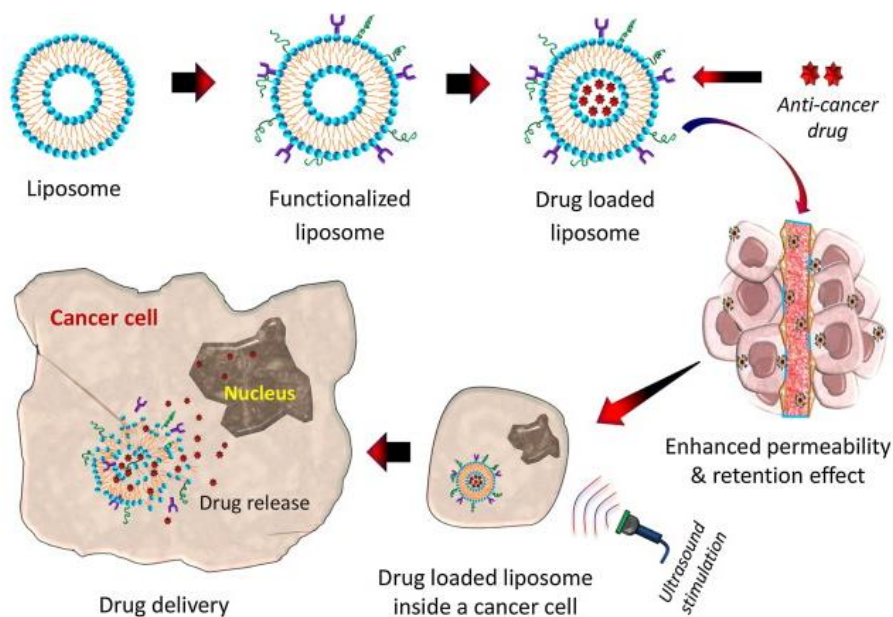 Liposome
Functionalized
liposome
Drug loaded
liposome
Anti-cancer
drug
Enhanced permeability
& retention effect
Ultrasound
stimulation
Drug loaded liposome
inside a cancer cell
Cancer cell
Nucleus
Drug release
Drug delivery